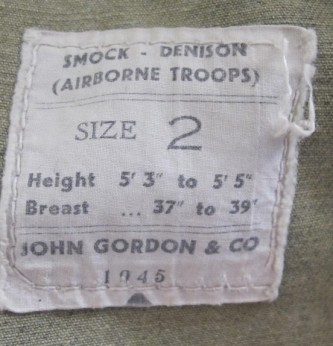 SMOCK - DENISON
(AIRBORNE TROOPS)
SIZE 2
Height 5' 3" to 5' 5"
Breast ... 37" to 39"
JOHN GORDON & CO
1945